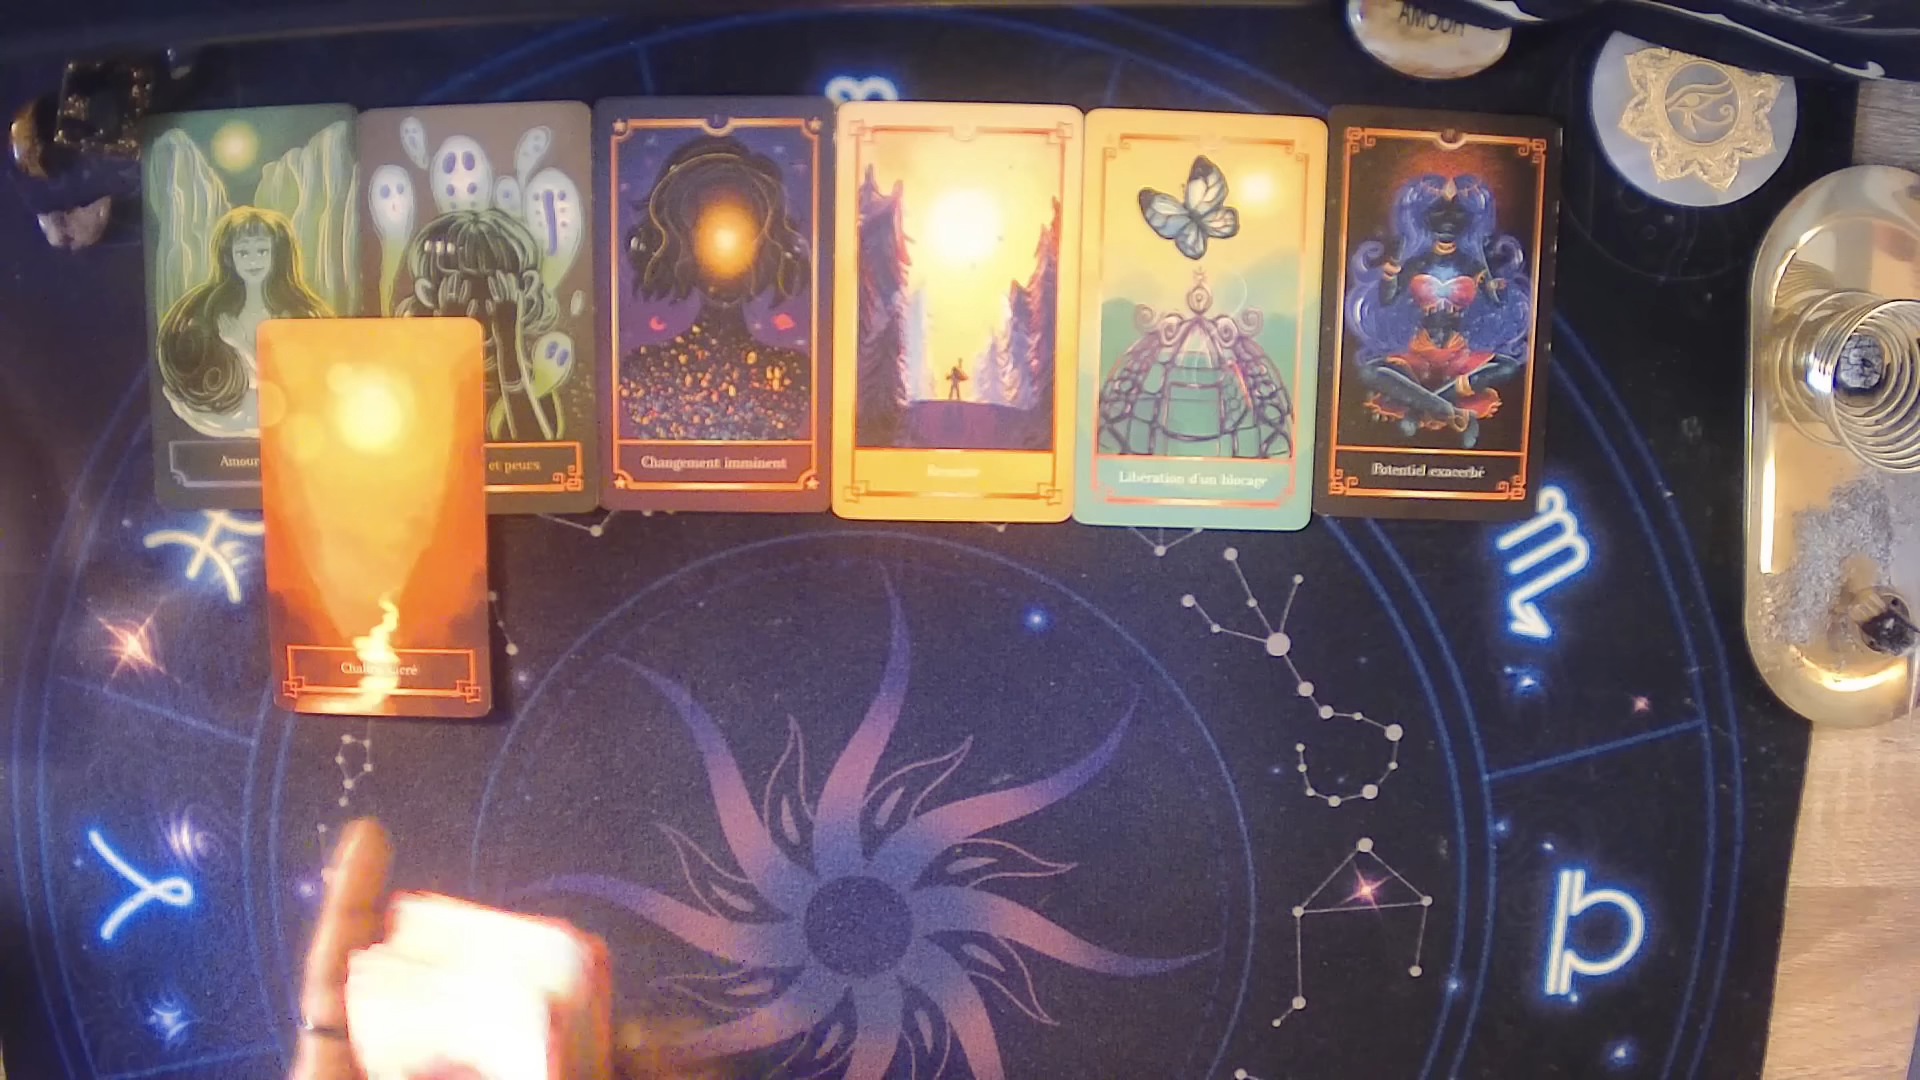 AMOUR
Amour
et peurs
Changement imminent
Libération d'un blocage
Potentiel exacerbé